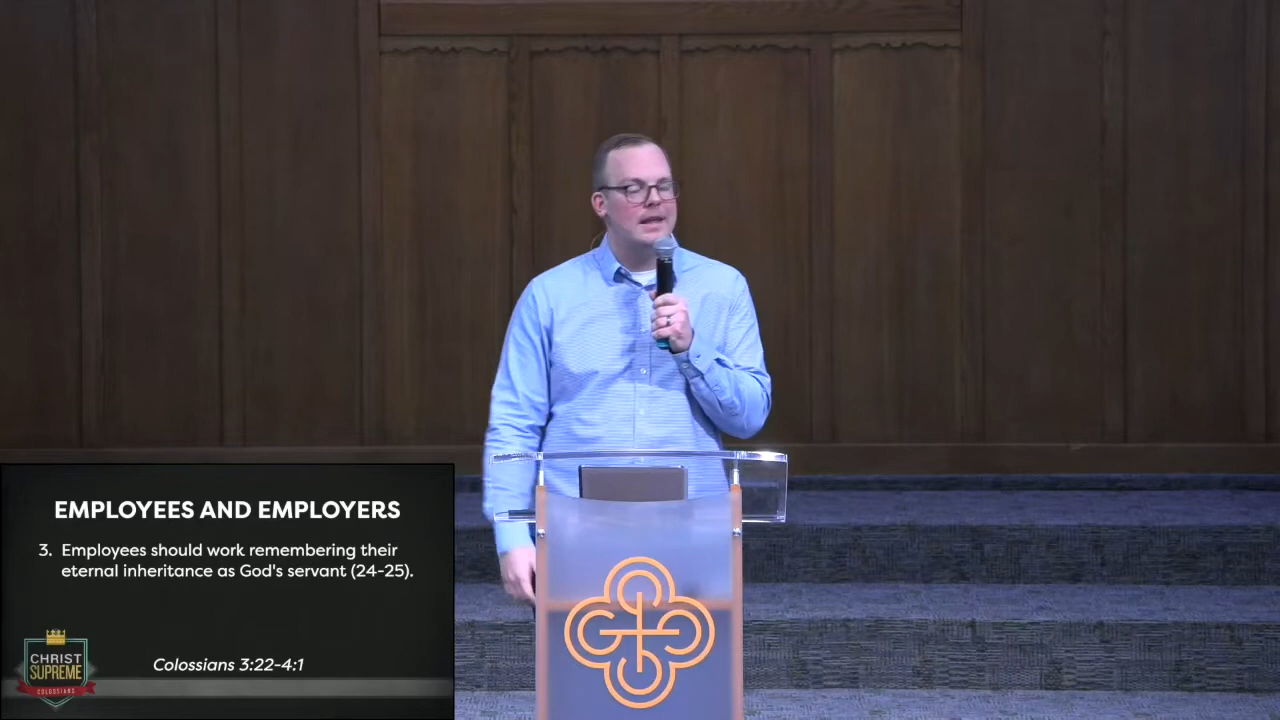 EMPLOYEES AND EMPLOYERS
3. Employees should work remembering their
eternal inheritance as God's servant (24-25).
CHRIST
SUPREME
COLOSSIANS
Colossians 3:22-4:1